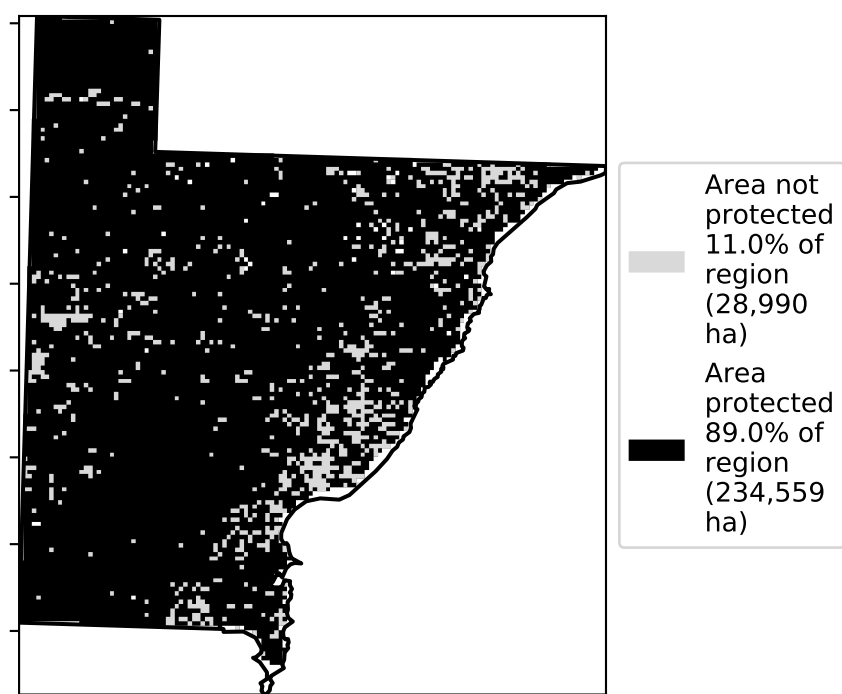 Area not
protected
11.0% of
region
(28,990
ha)
Area
protected
89.0% of
region
(234,559
ha)